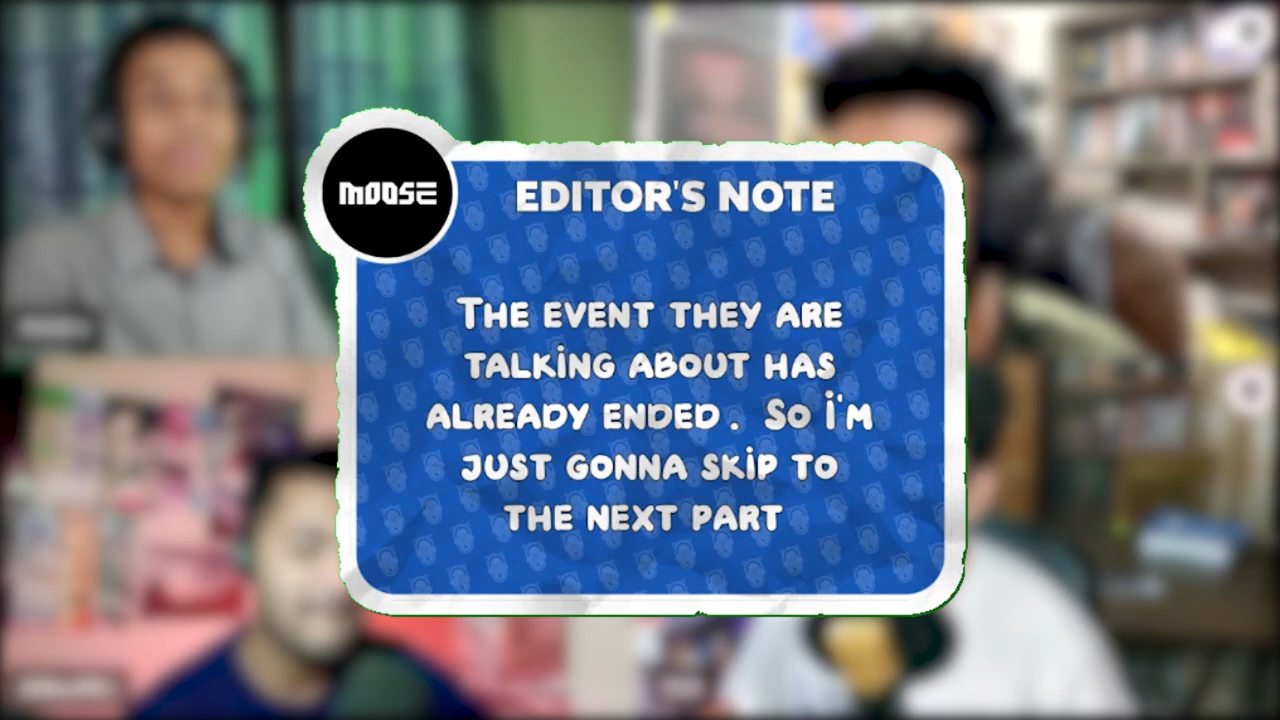 MOOSE
EDITOR'S NOTE
THE EVENT THEY ARE
TALKING ABOUT HAS
ALREADY ENDED. SO I'M
JUST GONNA SKIP TO
THE NEXT PART